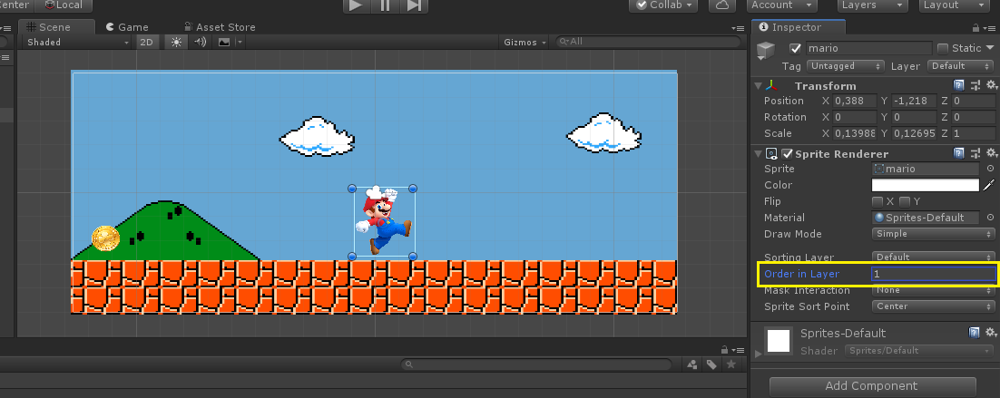 Center Local Collab Account Layers Layout
Scene Game Asset Store
Shaded 2D Gizmos All
Inspector
mario Static
Tag Untagged Layer Default
Transform
Position X 0,388 Y -1,218 Z 0
Rotation X 0 Y 0 Z 0
Scale X 0,13988 Y 0,12695 Z 1
Sprite Renderer
Sprite mario
Color
Flip X Y
Material Sprites-Default
Draw Mode Simple
Sorting Layer Default
Order in Layer 1
Mask Interaction None
Sprite Sort Point Center
Sprites-Default
Shader Sprites/Default
Add Component